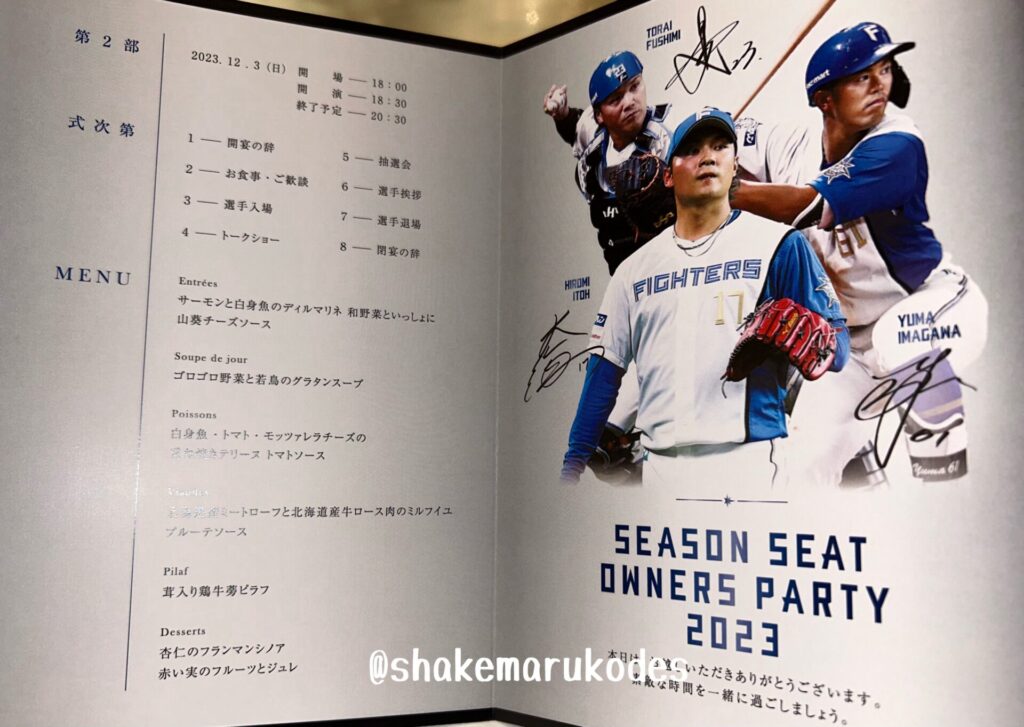 第2部
2023. 12 . 3 (日) 開 場 — 18 : 00
開 演 — 18 : 30
終了予定 — 20 : 30
式次第
1 — 開宴の辞
2 — お食事・ご歓談
3 — 選手入場
4 — トークショー
5 — 抽選会
6 — 選手挨拶
7 — 選手退場
8 — 閉宴の辞
MENU
Entrées
サーモンと白身魚のディルマリネ 和野菜といっしょに
山葵チーズソース
Soupe de jour
ゴロゴロ野菜と若鳥のグラタンスープ
Poissons
白身魚・トマト・モッツァレラチーズの
テリーヌ トマトソース
ミートローフと北海道産牛ロース肉のミルフイユ
ブルーテソース
Pilaf
茸入り鶏牛蒡ピラフ
Desserts
杏仁のフランマンシノア
赤い実のフルーツとジュレ
TORAI
FUSHIMI
23.
HIROMI
ITOH
17
FIGHTERS
17
YUMA
IMAGAWA
61
Yuma 61
SEASON SEAT
OWNERS PARTY
2023
本日は いただきありがとうございます。
素敵な時間を一緒に過ごしましょう。
@shakemarukodes